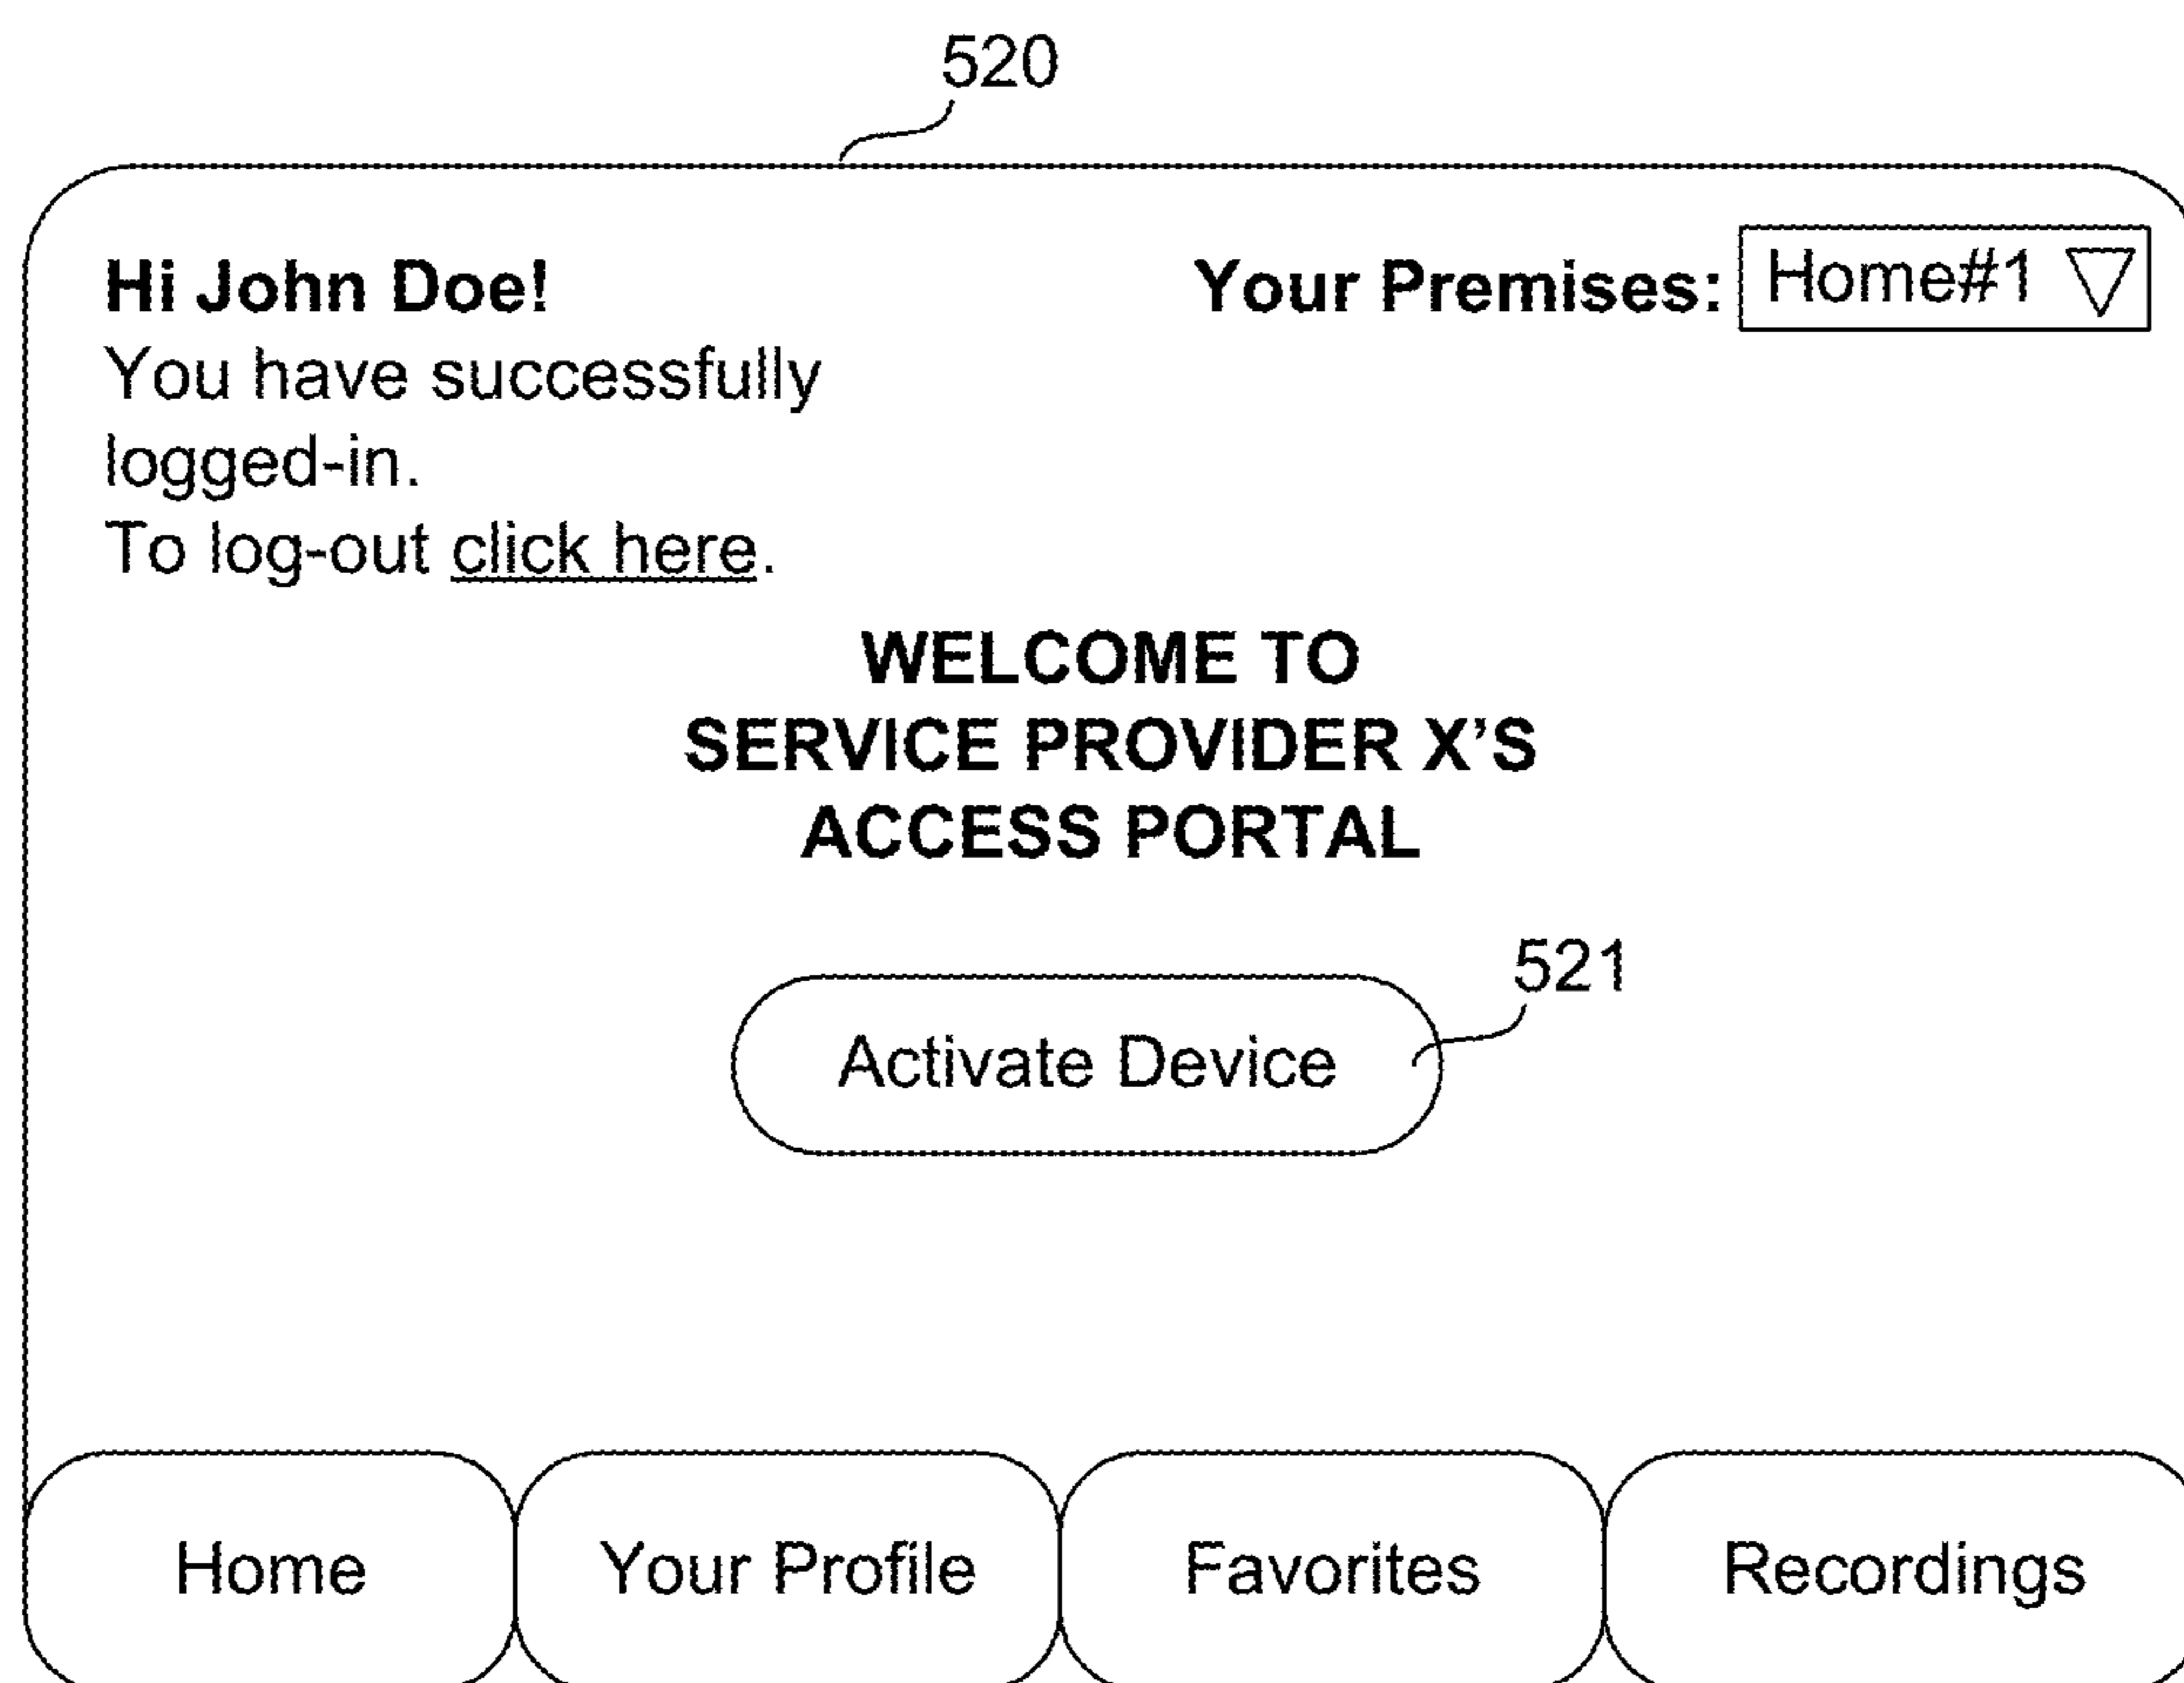 520
Hi John Doe!
Your Premises: Home#1
You have successfully
logged-in.
To log-out click here.
WELCOME TO
SERVICE PROVIDER X’S
ACCESS PORTAL
521
Activate Device
Home
Your Profile
Favorites
Recordings